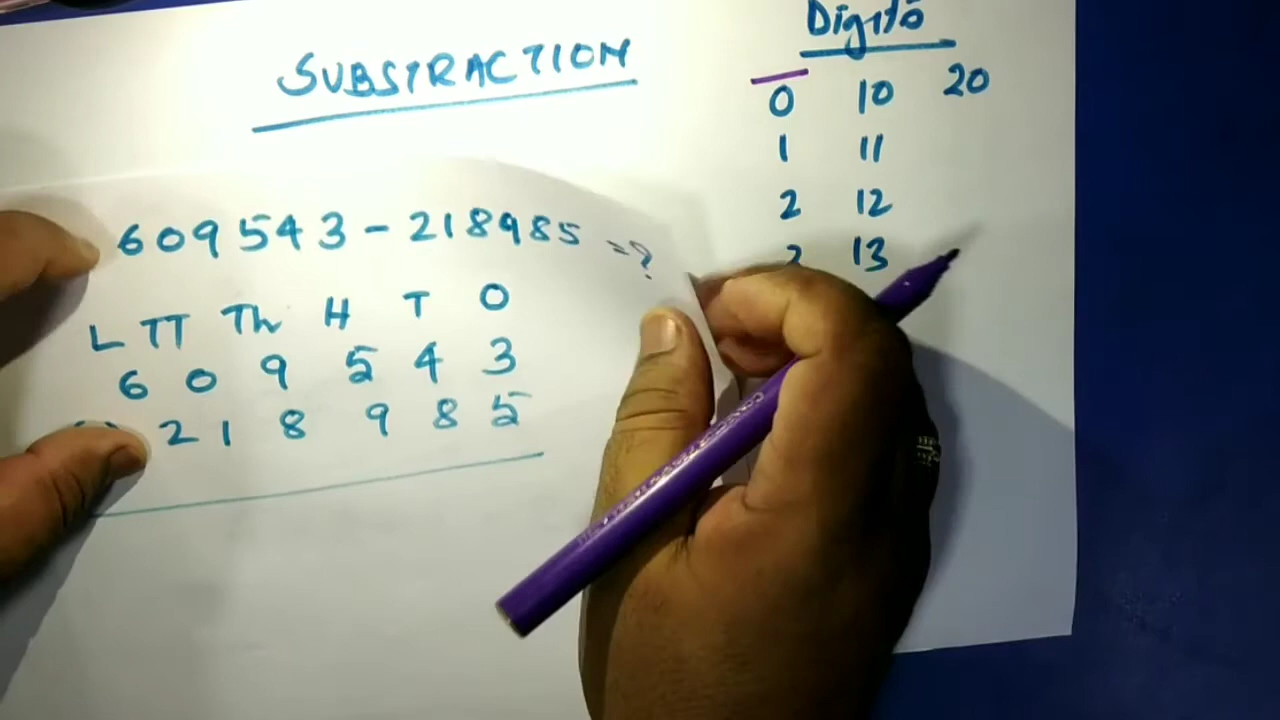 SUBSTRACTION
609543 - 218985 = ?
L TT Th H T O
6 0 9 5 4 3
2 1 8 9 8 5
Digits
0 10 20
1 11
2 12
13